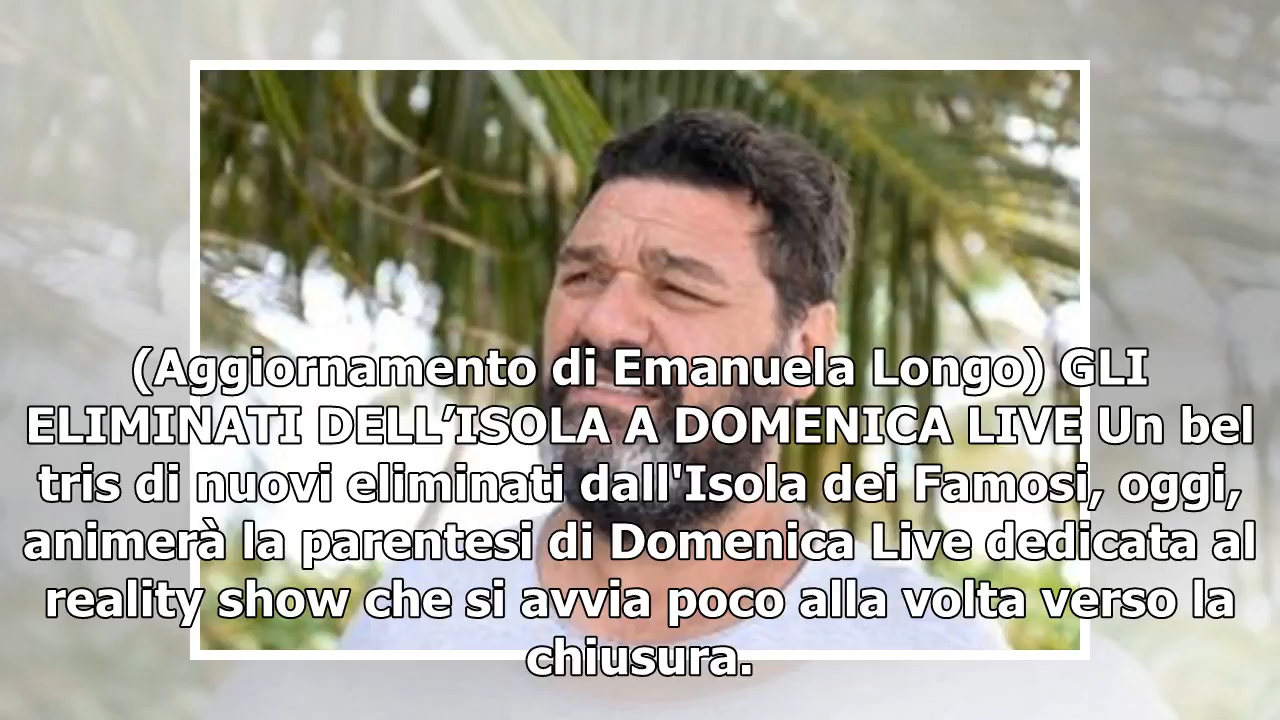 (Aggiornamento di Emanuela Longo) GLI
ELIMINATI DELL’ISOLA A DOMENICA LIVE Un bel
tris di nuovi eliminati dall'Isola dei Famosi, oggi,
animerà la parentesi di Domenica Live dedicata al
reality show che si avvia poco alla volta verso la
chiusura.